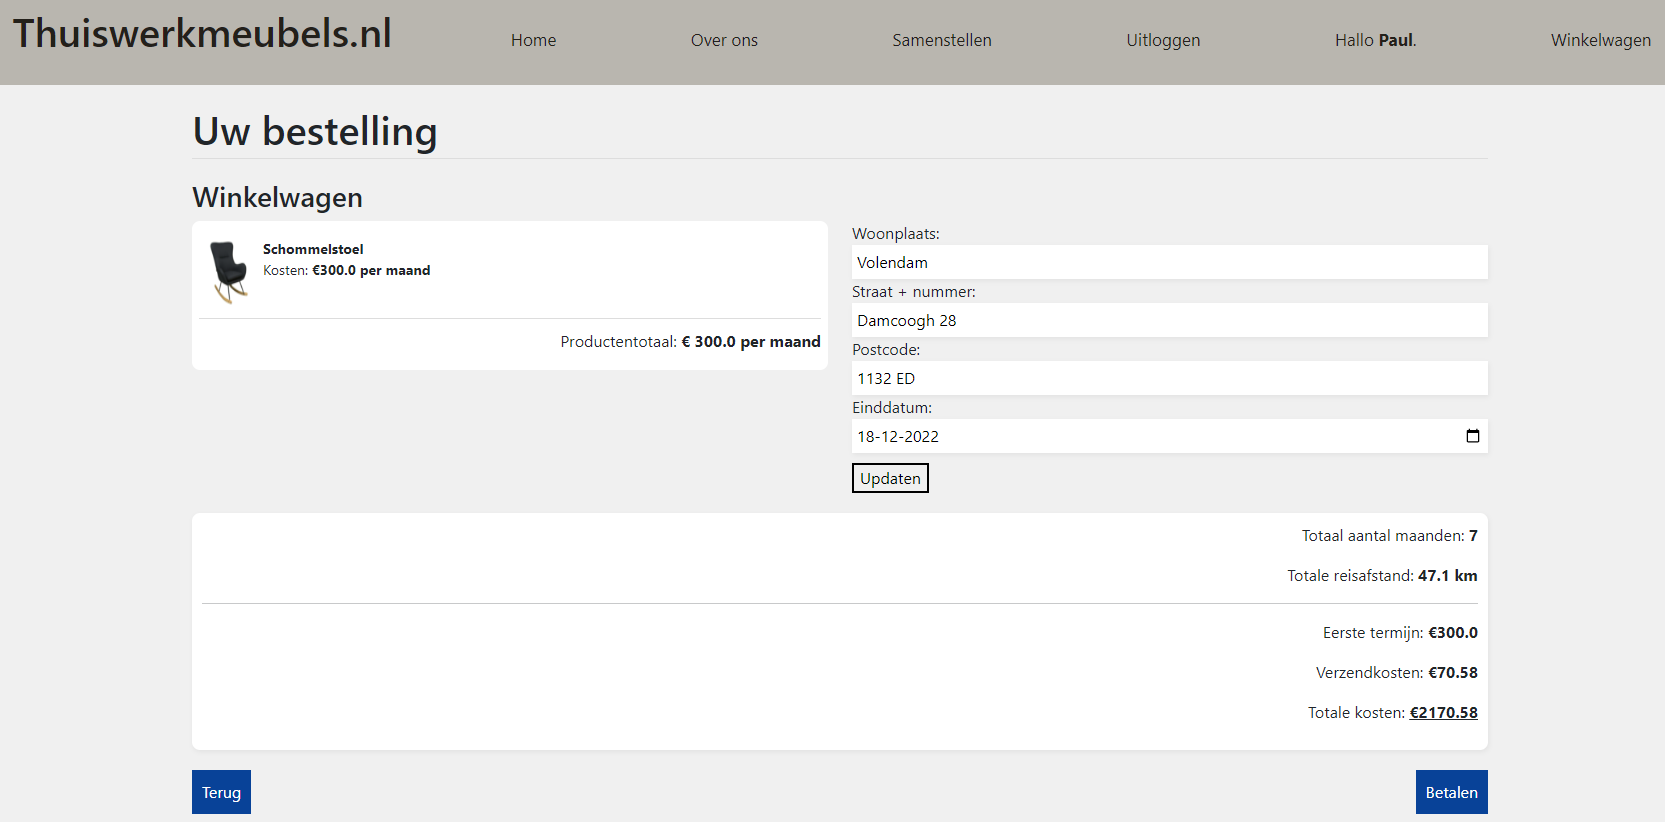 Thuiswerkmeubels.nl
Home
Over ons
Samenstellen
Uitloggen
Hallo Paul.
Winkelwagen
Uw bestelling
Winkelwagen
Schommelstoel
Kosten: €300.0 per maand
Productentotaal: € 300.0 per maand
Woonplaats:
Volendam
Straat + nummer:
Damcoogh 28
Postcode:
1132 ED
Einddatum:
18-12-2022
Updaten
Totaal aantal maanden: 7
Totale reisafstand: 47.1 km
Eerste termijn: €300.0
Verzendkosten: €70.58
Totale kosten: €2170.58
Terug
Betalen